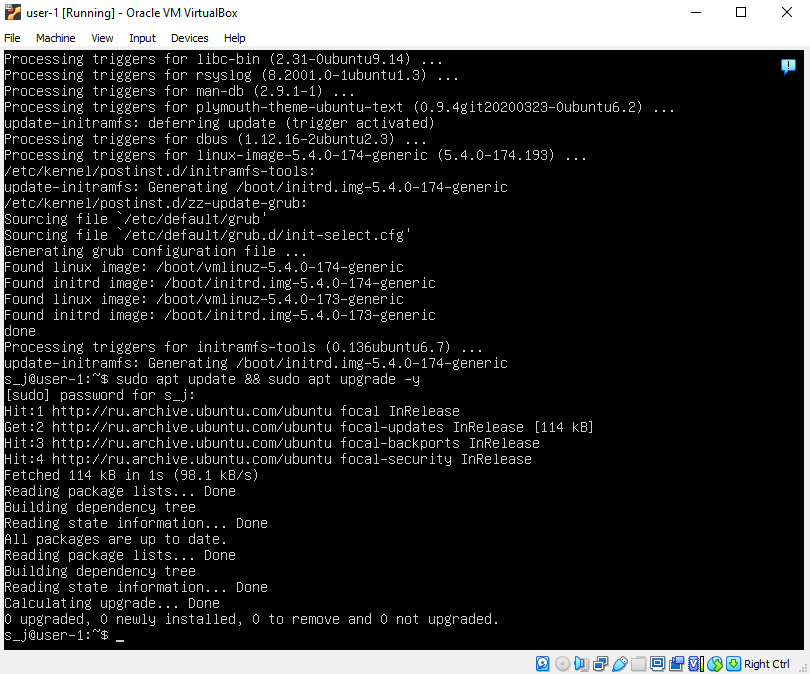 user-1 [Running] - Oracle VM VirtualBox
File Machine View Input Devices Help
Processing triggers for libc-bin (2.31-0ubuntu9.14) ...
Processing triggers for rsyslog (8.2001.0-1ubuntu1.3) ...
Processing triggers for man-db (2.9.1-1) ...
Processing triggers for plymouth-theme-ubuntu-text (0.9.4git20200323-0ubuntu6.2) ...
update-initramfs: deferring update (trigger activated)
Processing triggers for dbus (1.12.16-2ubuntu2.3) ...
Processing triggers for linux-image-5.4.0-174-generic (5.4.0-174.193) ...
/etc/kernel/postinst.d/initramfs-tools:
update-initramfs: Generating /boot/initrd.img-5.4.0-174-generic
/etc/kernel/postinst.d/zz-update-grub:
Sourcing file `/etc/default/grub'
Sourcing file `/etc/default/grub.d/init-select.cfg'
Generating grub configuration file ...
Found linux image: /boot/vmlinuz-5.4.0-174-generic
Found initrd image: /boot/initrd.img-5.4.0-174-generic
Found linux image: /boot/vmlinuz-5.4.0-173-generic
Found initrd image: /boot/initrd.img-5.4.0-173-generic
done
Processing triggers for initramfs-tools (0.136ubuntu6.7) ...
update-initramfs: Generating /boot/initrd.img-5.4.0-174-generic
s_j@user-1:~$ sudo apt update && sudo apt upgrade -y
[sudo] password for s_j:
Hit:1 http://ru.archive.ubuntu.com/ubuntu focal InRelease
Get:2 http://ru.archive.ubuntu.com/ubuntu focal-updates InRelease [114 kB]
Hit:3 http://ru.archive.ubuntu.com/ubuntu focal-backports InRelease
Hit:4 http://ru.archive.ubuntu.com/ubuntu focal-security InRelease
Fetched 114 kB in 1s (98.1 kB/s)
Reading package lists... Done
Building dependency tree
Reading state information... Done
All packages are up to date.
Reading package lists... Done
Building dependency tree
Reading state information... Done
Calculating upgrade... Done
0 upgraded, 0 newly installed, 0 to remove and 0 not upgraded.
s_j@user-1:~$ _
Right Ctrl